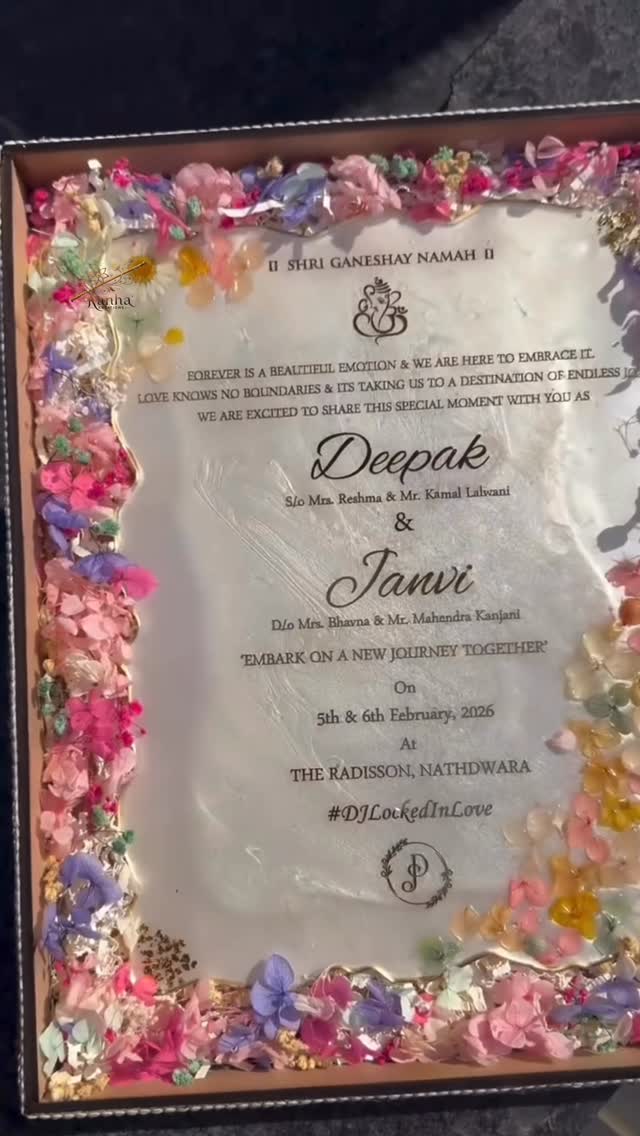 Kanha
CREATIONS
▯ SHRI GANESHAY NAMAH ▯
FOREVER IS A BEAUTIFUL EMOTION & WE ARE HERE TO EMBRACE IT.
LOVE KNOWS NO BOUNDARIES & ITS TAKING US TO A DESTINATION OF ENDLESS
WE ARE EXCITED TO SHARE THIS SPECIAL MOMENT WITH YOU AS
Deepak
S/o Mrs. Reshma & Mr. Kamal Lalwani
&
Janvi
D/o Mrs. Bhavna & Mr. Mahendra Kanjani
'EMBARK ON A NEW JOURNEY TOGETHER'
On
5th & 6th February, 2026
At
THE RADISSON, NATHDWARA
#DJLockedInLove